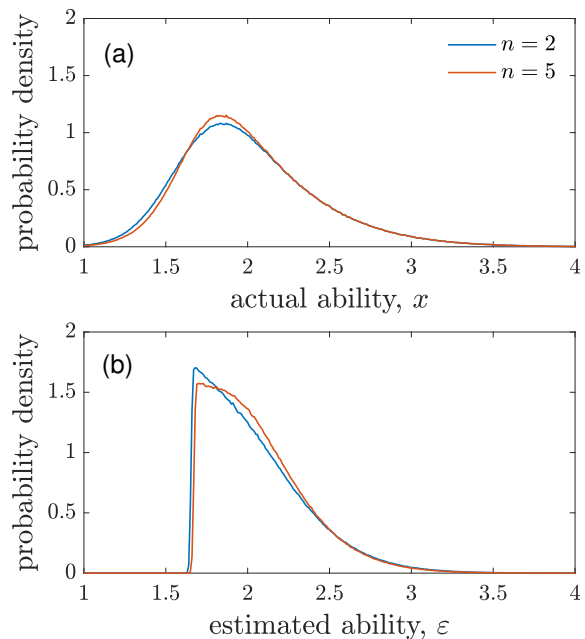 (a)
n = 2
n = 5
probability density
2
1.5
1
0.5
0
1 1.5 2 2.5 3 3.5 4
actual ability, x
(b)
probability density
2
1.5
1
0.5
0
1 1.5 2 2.5 3 3.5 4
estimated ability, ε